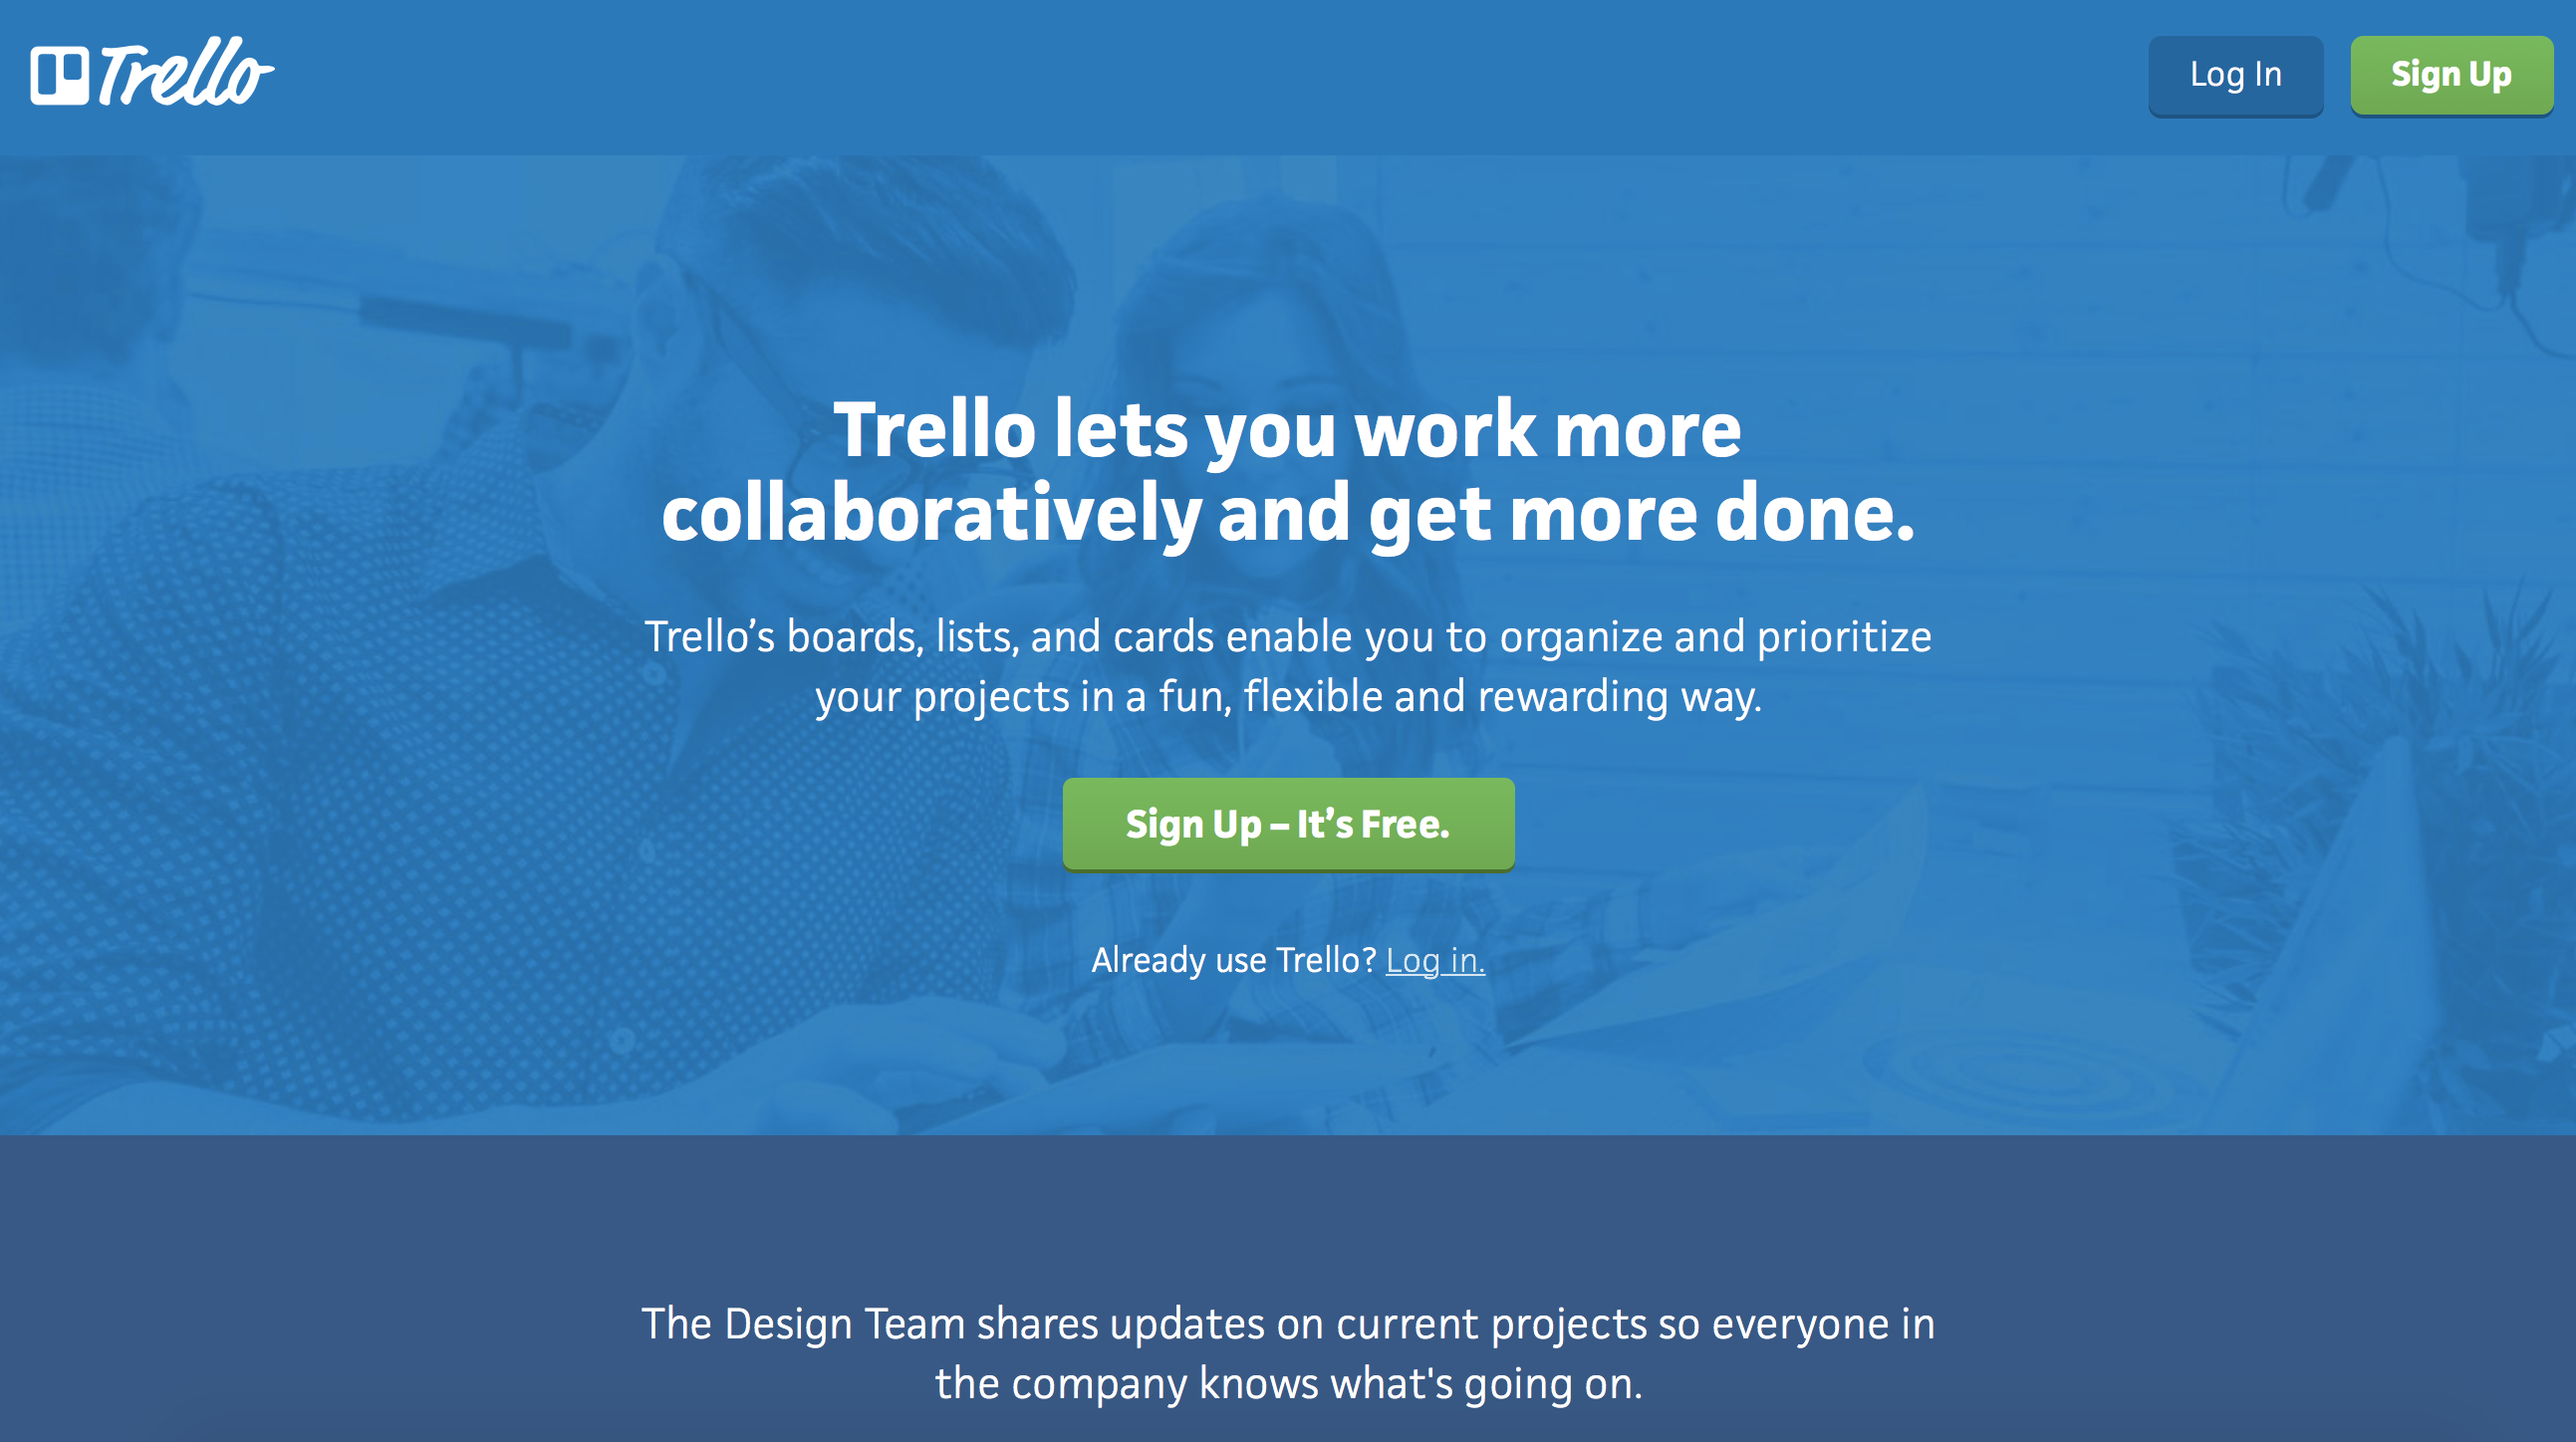 Trello
Log In
Sign Up
Trello lets you work more
collaboratively and get more done.
Trello’s boards, lists, and cards enable you to organize and prioritize
your projects in a fun, flexible and rewarding way.
Sign Up – It’s Free.
Already use Trello? Log in.
The Design Team shares updates on current projects so everyone in
the company knows what's going on.